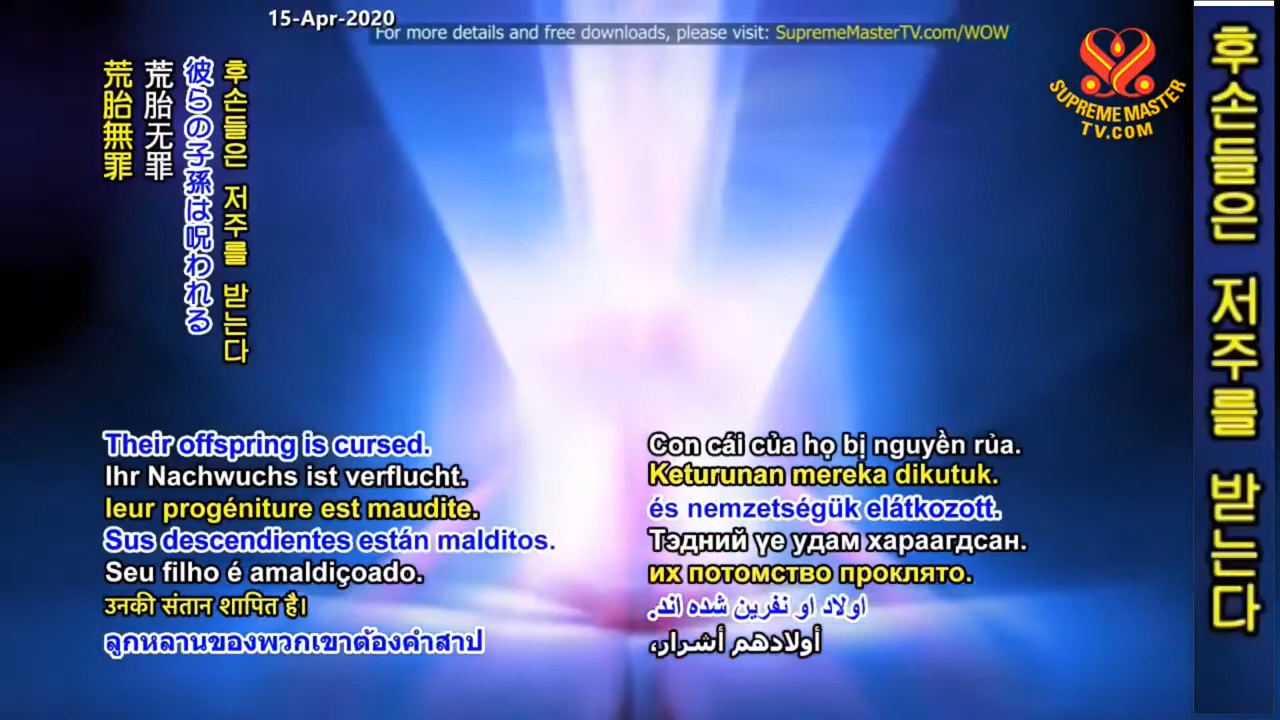 15-Apr-2020
For more details and free downloads, please visit: SupremeMasterTV.com/WOW
SUPREME MASTER
TV.COM
후손들은 저주를 받는다
후손들은 저주를 받는다
彼らの子孫は呪われる
荒胎无罪
荒胎無罪
Their offspring is cursed.
Ihr Nachwuchs ist verflucht.
leur progéniture est maudite.
Sus descendientes están malditos.
Seu filho é amaldiçoado.
उनकी संतान शापित है।
ลูกหลานของพวกเขาต้องคำสาป
Con cái của họ bị nguyền rủa.
Keturunan mereka dikutuk.
és nemzetségük elátkozott.
Тэдний үе удам хараагдсан.
их потомство проклято.
اولاد او نفرین شده اند.
أولادهم أشرار،